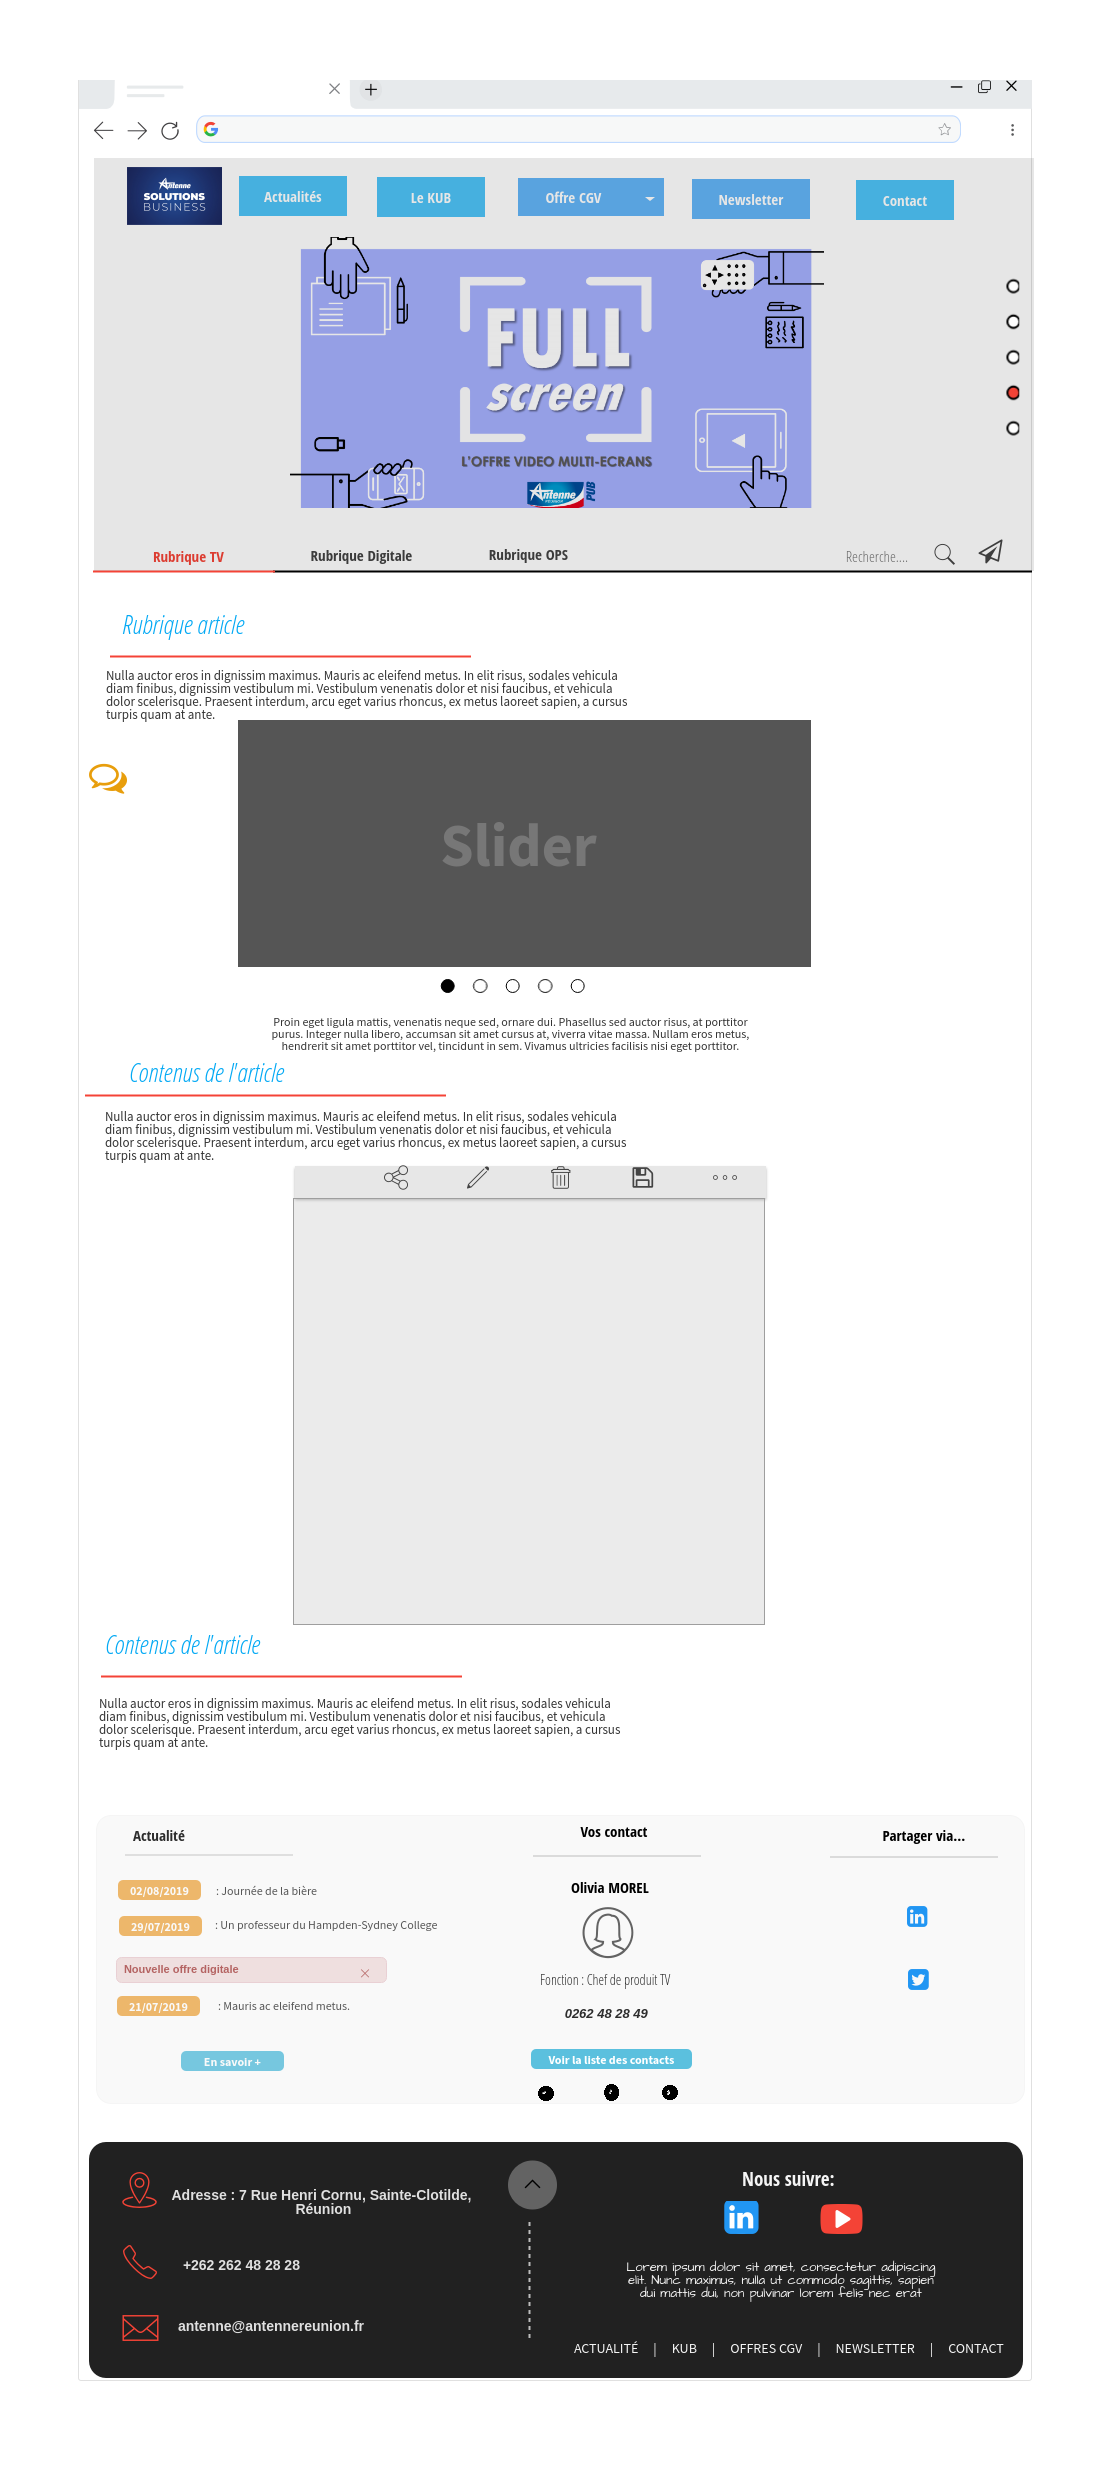 Antenne
SOLUTIONS
BUSINESS
Actualités
Le KUB
Offre CGV
Newsletter
Contact
FULL
screen
L'OFFRE VIDEO MULTI-ECRANS
Antenne
PUB
Rubrique TV
Rubrique Digitale
Rubrique OPS
Recherche....
Rubrique article
Nulla auctor eros in dignissim maximus. Mauris ac eleifend metus. In elit risus, sodales vehicula
diam finibus, dignissim vestibulum mi. Vestibulum venenatis dolor et nisi faucibus, et vehicula
dolor scelerisque. Praesent interdum, arcu eget varius rhoncus, ex metus laoreet sapien, a cursus
turpis quam at ante.
Slider
Proin eget ligula mattis, venenatis neque sed, ornare dui. Phasellus sed auctor risus, at porttitor
purus. Integer nulla libero, accumsan sit amet cursus at, viverra vitae massa. Nullam eros metus,
hendrerit sit amet porttitor vel, tincidunt in sem. Vivamus ultricies facilisis nisi eget porttitor.
Contenus de l'article
Nulla auctor eros in dignissim maximus. Mauris ac eleifend metus. In elit risus, sodales vehicula
diam finibus, dignissim vestibulum mi. Vestibulum venenatis dolor et nisi faucibus, et vehicula
dolor scelerisque. Praesent interdum, arcu eget varius rhoncus, ex metus laoreet sapien, a cursus
turpis quam at ante.
Contenus de l'article
Nulla auctor eros in dignissim maximus. Mauris ac eleifend metus. In elit risus, sodales vehicula
diam finibus, dignissim vestibulum mi. Vestibulum venenatis dolor et nisi faucibus, et vehicula
dolor scelerisque. Praesent interdum, arcu eget varius rhoncus, ex metus laoreet sapien, a cursus
turpis quam at ante.
Actualité
02/08/2019 : Journée de la bière
29/07/2019 : Un professeur du Hampden-Sydney College
Nouvelle offre digitale
21/07/2019 : Mauris ac eleifend metus.
En savoir +
Vos contact
Olivia MOREL
Fonction : Chef de produit TV
0262 48 28 49
Voir la liste des contacts
Partager via...
Adresse : 7 Rue Henri Cornu, Sainte-Clotilde,
Réunion
+262 262 48 28 28
antenne@antennereunion.fr
Nous suivre:
Lorem ipsum dolor sit amet, consectetur adipiscing
elit. Nunc maximus, nulla ut commodo sagittis, sapien
dui mattis dui, non pulvinar lorem felis nec erat
ACTUALITÉ | KUB | OFFRES CGV | NEWSLETTER | CONTACT